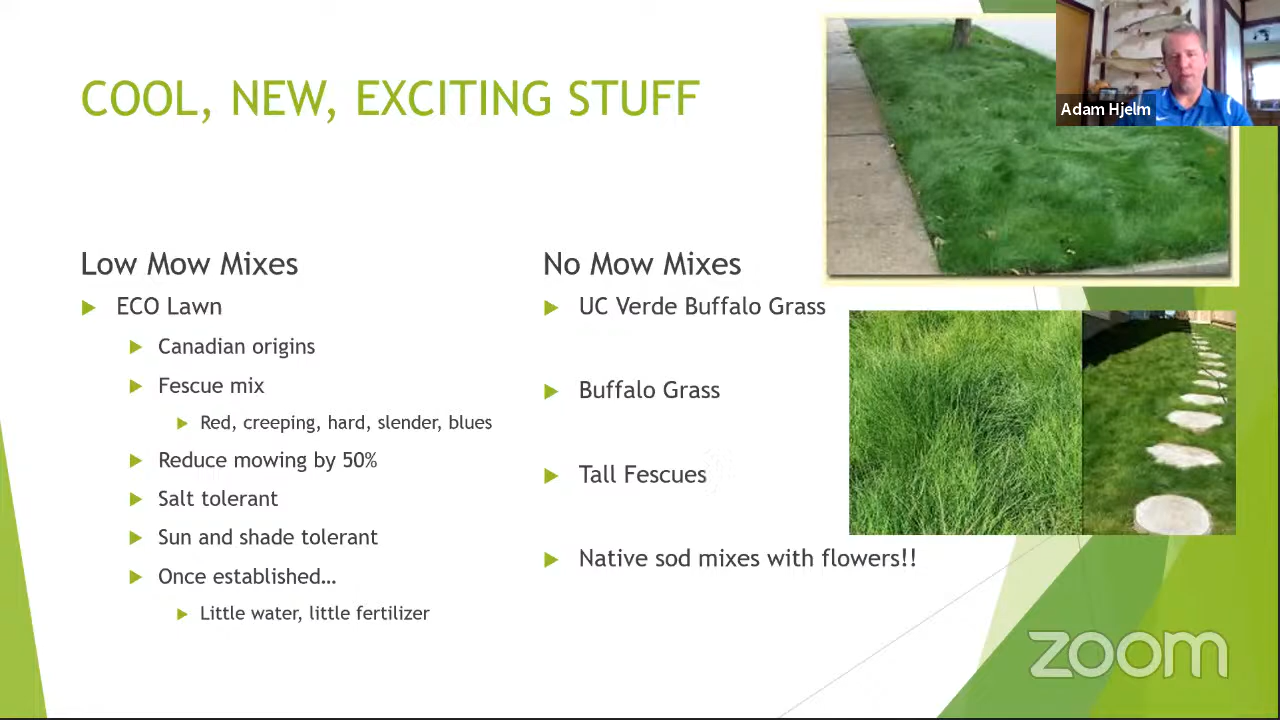 COOL, NEW, EXCITING STUFF
Adam Hjelm
Low Mow Mixes
ECO Lawn
Canadian origins
Fescue mix
Red, creeping, hard, slender, blues
Reduce mowing by 50%
Salt tolerant
Sun and shade tolerant
Once established…
Little water, little fertilizer
No Mow Mixes
UC Verde Buffalo Grass
Buffalo Grass
Tall Fescues
Native sod mixes with flowers!!
zoom